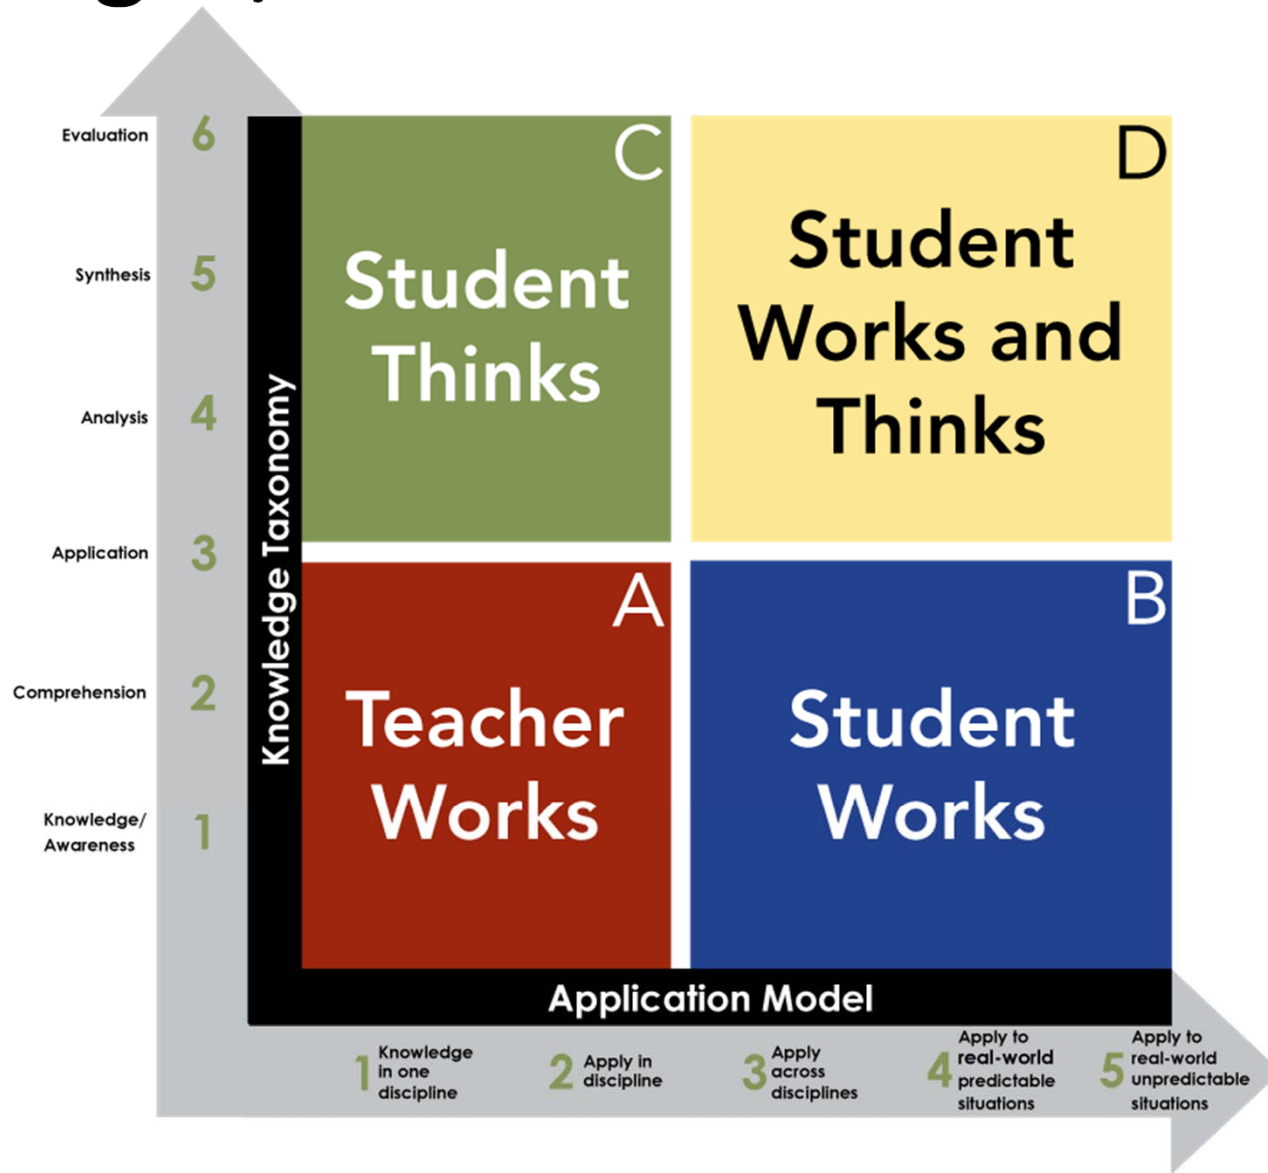 Evaluation 6
Synthesis 5
Analysis 4
Application 3
Comprehension 2
Knowledge/
Awareness
1
Knowledge Taxonomy
C
Student
Thinks
D
Student
Works and
Thinks
A
Teacher
Works
B
Student
Works
Application Model
1
Knowledge
in one
discipline
2
Apply in
discipline
3
Apply
across
disciplines
4
Apply to
real-world
predictable
situations
5
Apply to
real-world
unpredictable
situations